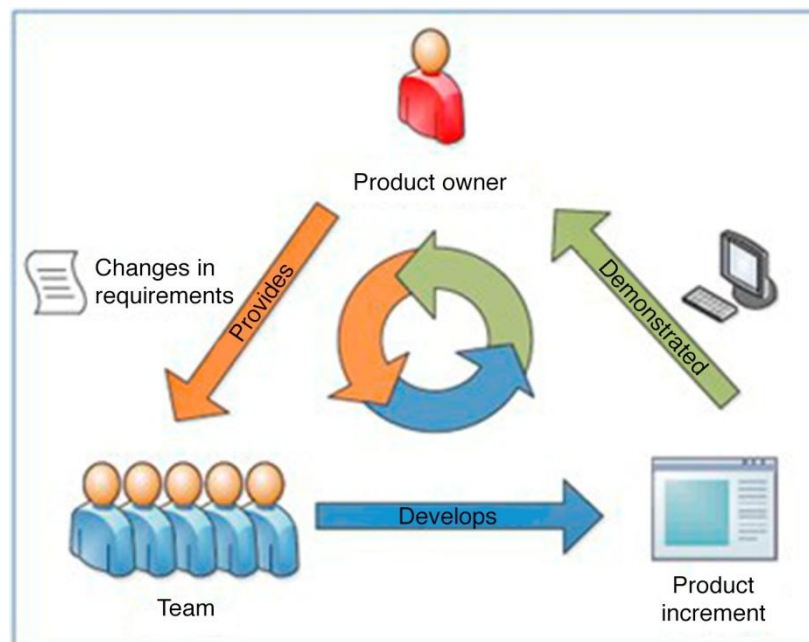 Product owner
Changes in
requirements
Provides
Demonstrated
Develops
Team
Product
increment